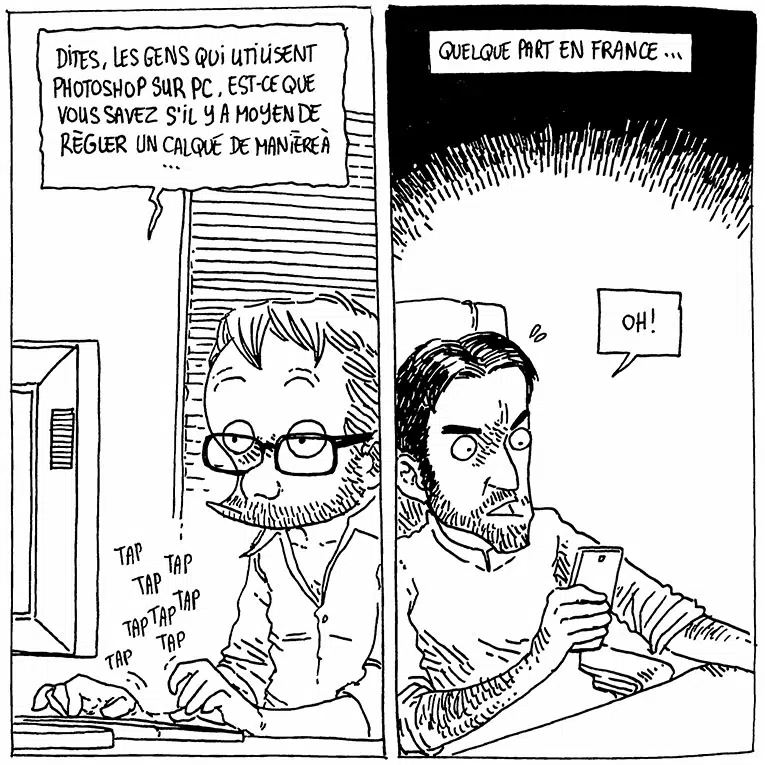 DITES, LES GENS QUI UTILISENT
PHOTOSHOP SUR PC, EST-CE QUE
VOUS SAVEZ S'IL Y A MOYEN DE
RÈGLER UN CALQUE DE MANIÈRE À
...
TAP
TAP
TAP
TAP
TAP
TAP
TAP
TAP
QUELQUE PART EN FRANCE ...
OH!